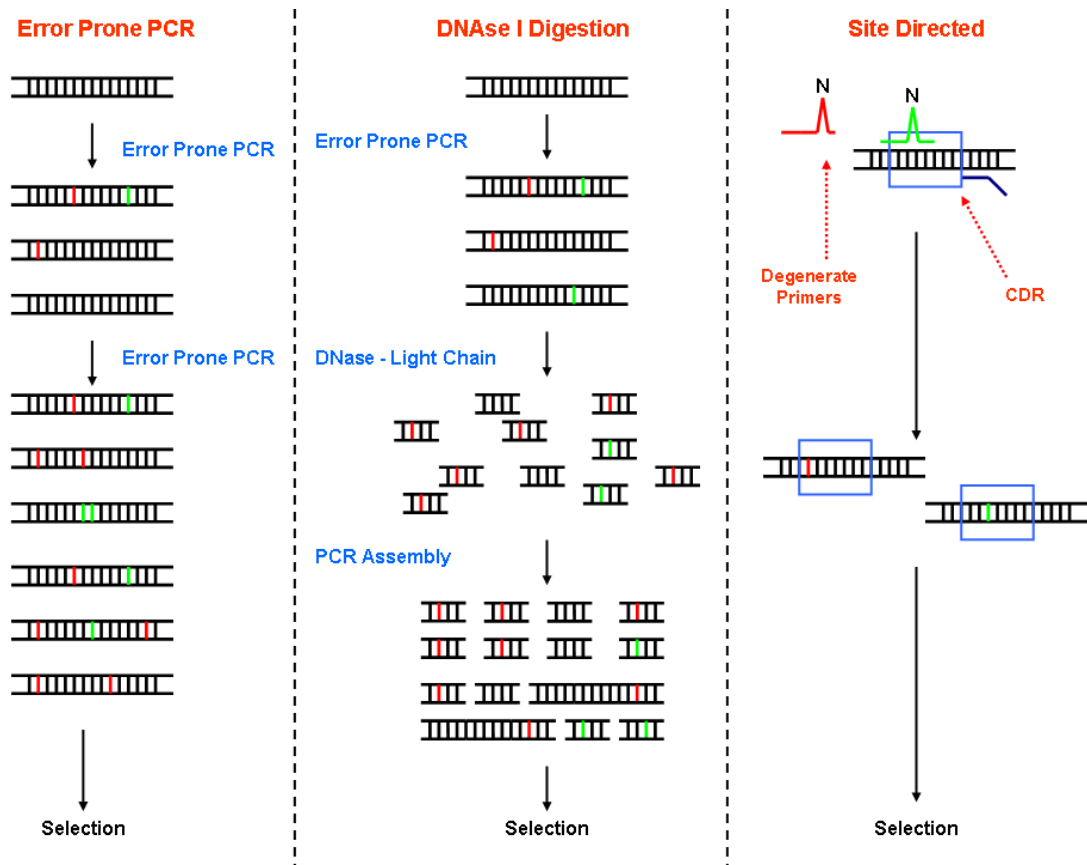 Error Prone PCR
Error Prone PCR
Error Prone PCR
Selection
DNAse I Digestion
Error Prone PCR
DNase - Light Chain
PCR Assembly
Selection
Site Directed
N
N
Degenerate
Primers
CDR
Selection